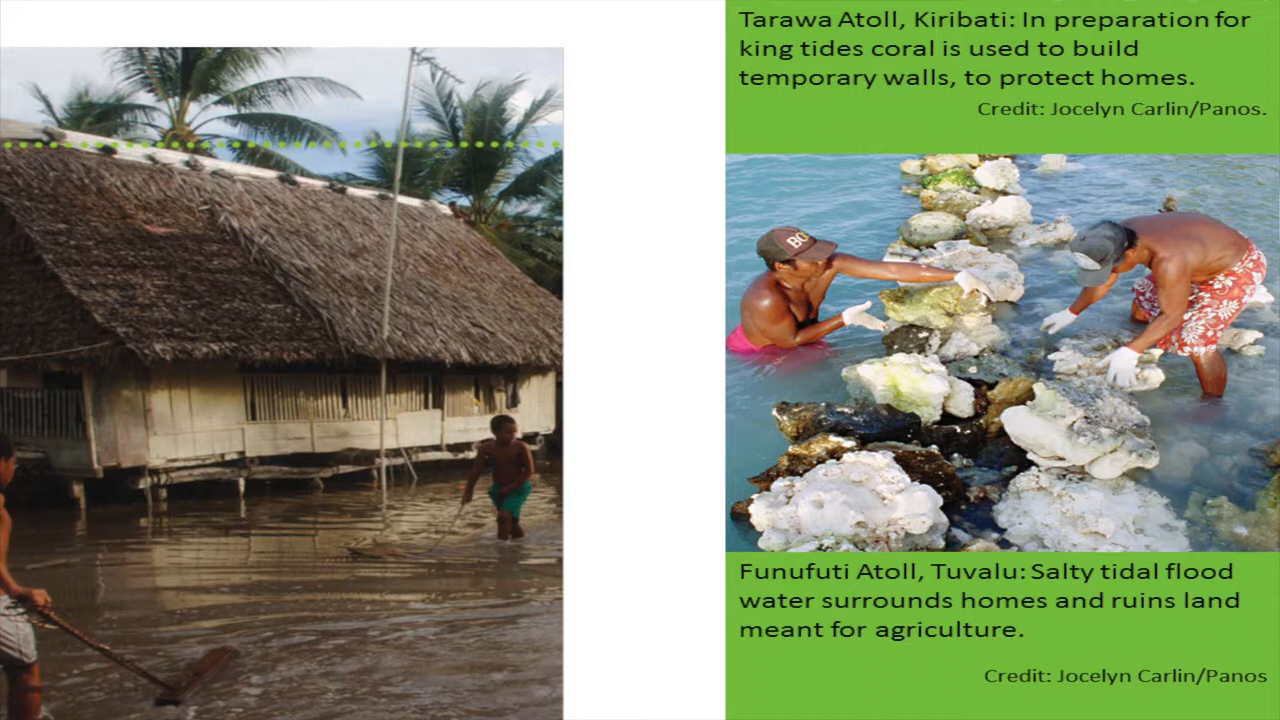 Tarawa Atoll, Kiribati: In preparation for
king tides coral is used to build
temporary walls, to protect homes.
Credit: Jocelyn Carlin/Panos.
BO
Funufuti Atoll, Tuvalu: Salty tidal flood
water surrounds homes and ruins land
meant for agriculture.
Credit: Jocelyn Carlin/Panos